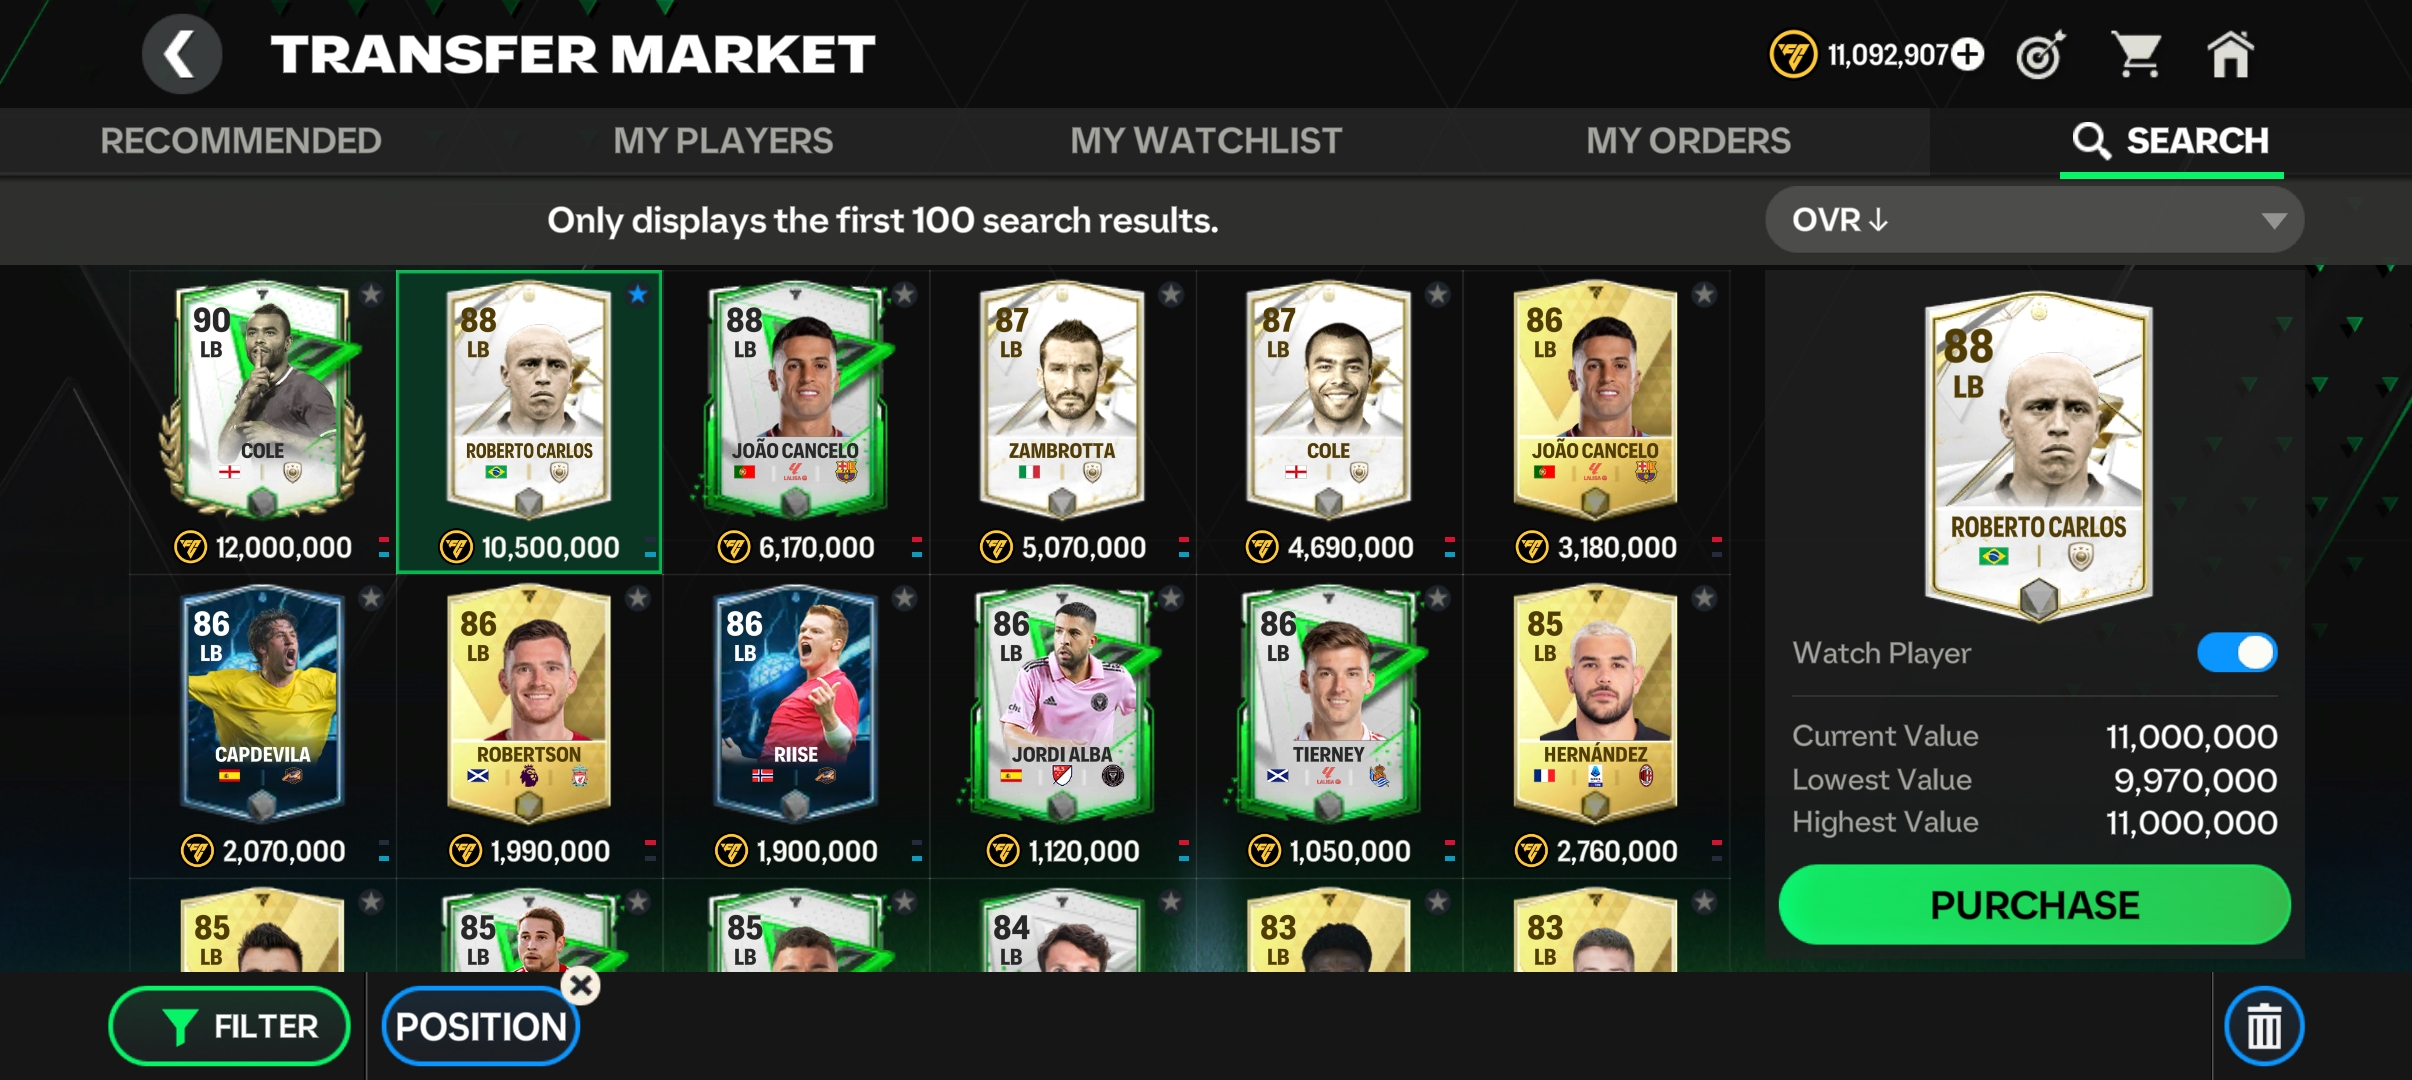 TRANSFER MARKET
11,092,907
RECOMMENDED
MY PLAYERS
MY WATCHLIST
MY ORDERS
SEARCH
Only displays the first 100 search results.
OVR ↓
90
LB
COLE
12,000,000
88
LB
ROBERTO CARLOS
10,500,000
88
LB
JOÃO CANCELO
6,170,000
87
LB
ZAMBROTTA
5,070,000
87
LB
COLE
4,690,000
86
LB
JOÃO CANCELO
3,180,000
86
LB
CAPDEVILA
2,070,000
86
LB
ROBERTSON
1,990,000
86
LB
RIISE
1,900,000
86
LB
JORDI ALBA
1,120,000
86
LB
TIERNEY
1,050,000
85
LB
HERNÁNDEZ
2,760,000
85
LB
85
LB
85
LB
84
LB
83
LB
83
LB
88
LB
ROBERTO CARLOS
Watch Player
Current Value 11,000,000
Lowest Value 9,970,000
Highest Value 11,000,000
PURCHASE
FILTER
POSITION